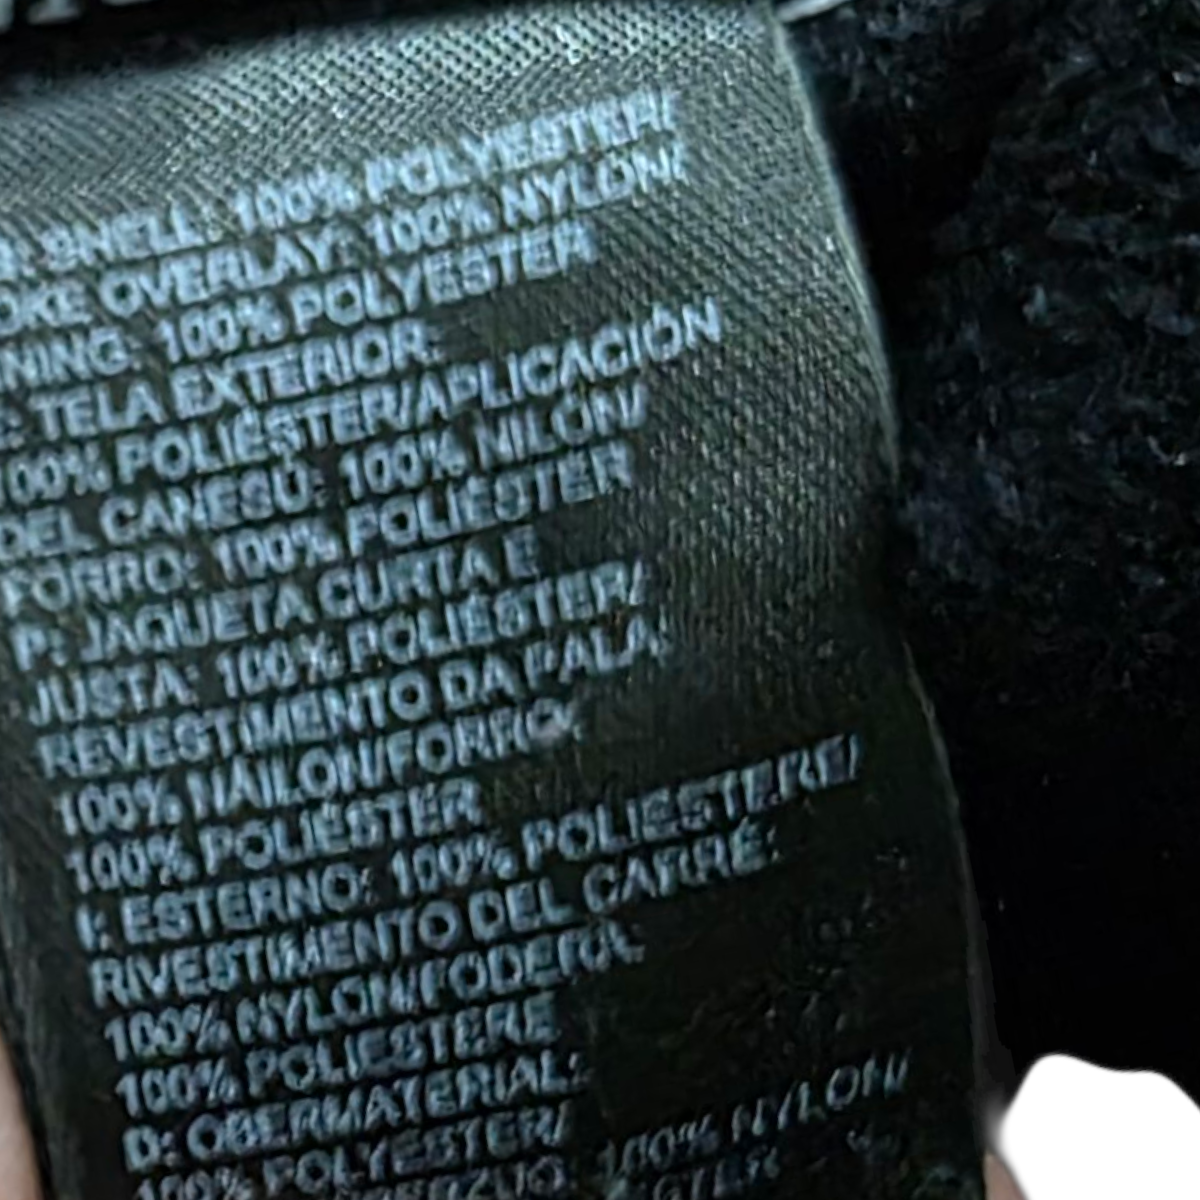 SHELL: 100% POLYESTER/
OKE OVERLAY: 100% NYLON/
NING: 100% POLYESTER
: TELA EXTERIOR:
100% POLIÉSTER/APLICACIÓN
DEL CANESÚ: 100% NILÓN/
FORRO: 100% POLIÉSTER
P: JAQUETA CURTA E
JUSTA: 100% POLIÉSTER/
REVESTIMENTO DA PALA:
100% NAILON/FORRO:
100% POLIÉSTER
I: ESTERNO: 100% POLIESTERE/
RIVESTIMENTO DEL CARRÉ:
100% NYLON/FODERA:
100% POLIESTERE
D: OBERMATERIAL:
100% POLYESTER/
100% NYLON/